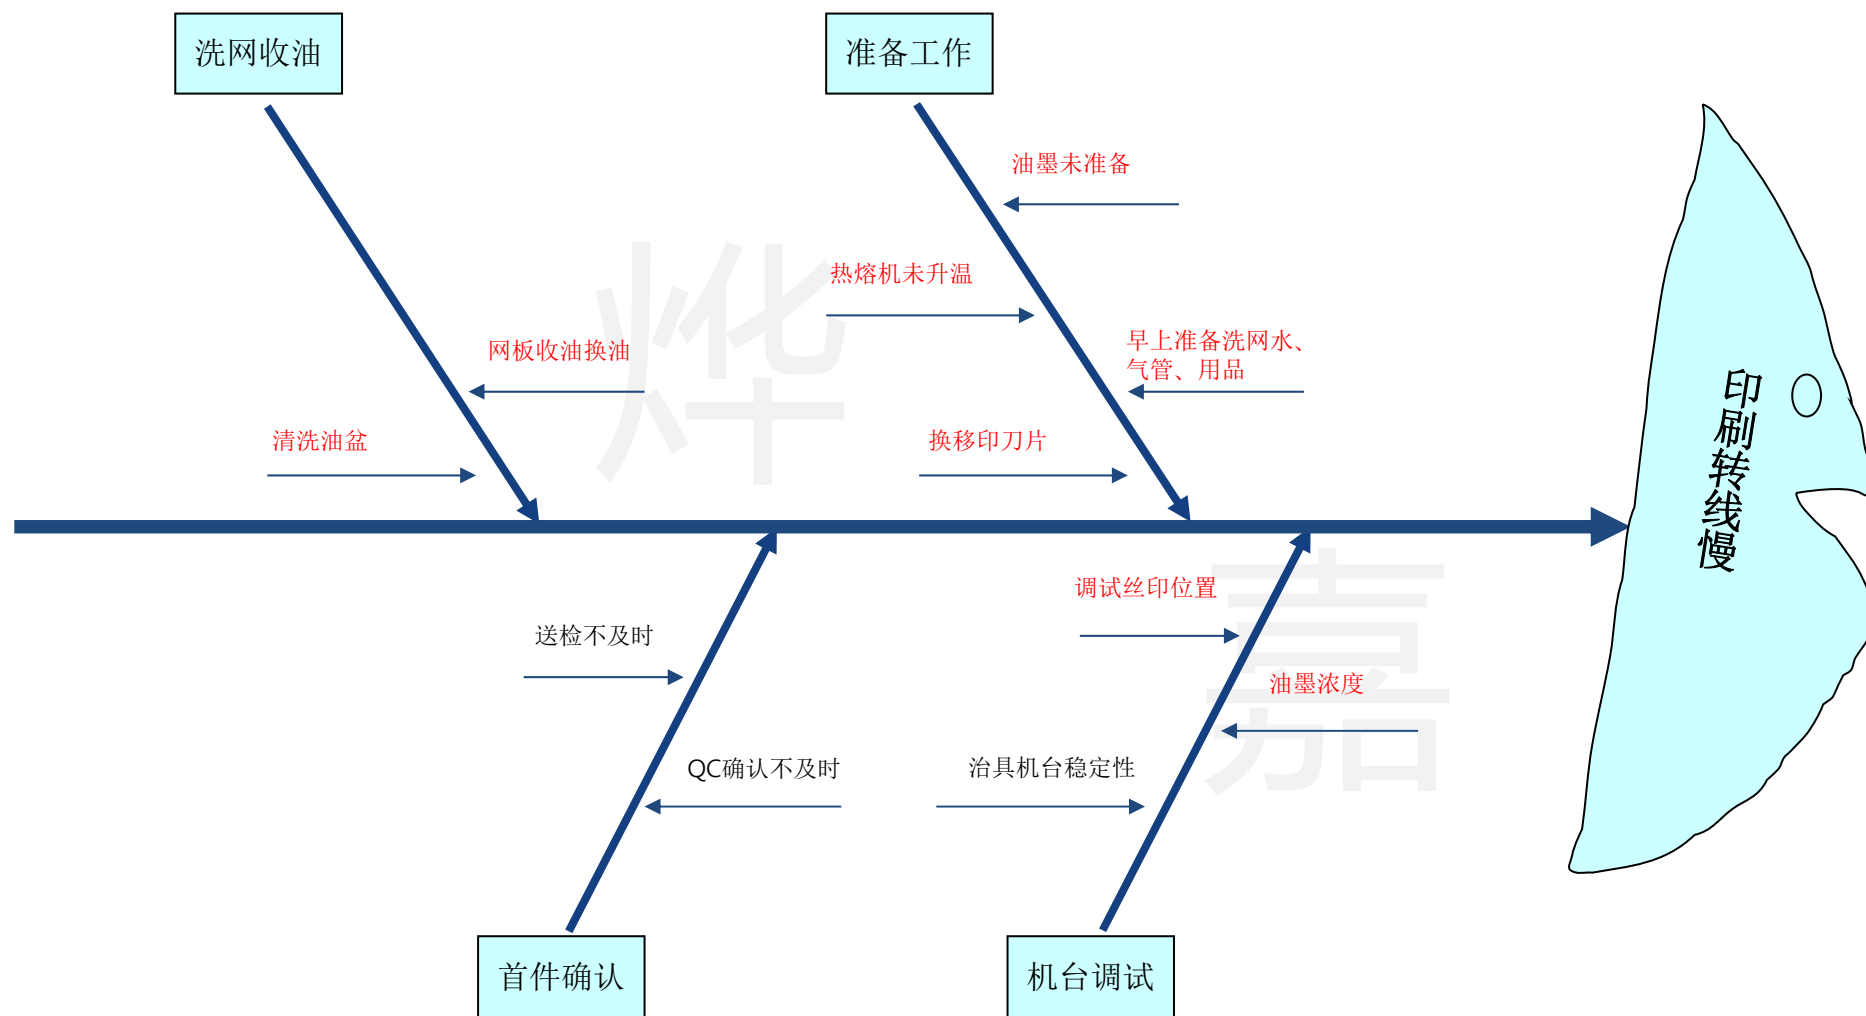 洗网收油
准备工作
油墨未准备
热熔机未升温
早上准备洗网水、
气管、用品
网板收油换油
清洗油盆
换移印刀片
印刷转线慢
调试丝印位置
送检不及时
油墨浓度
QC确认不及时
治具机台稳定性
首件确认
机台调试
烨
嘉